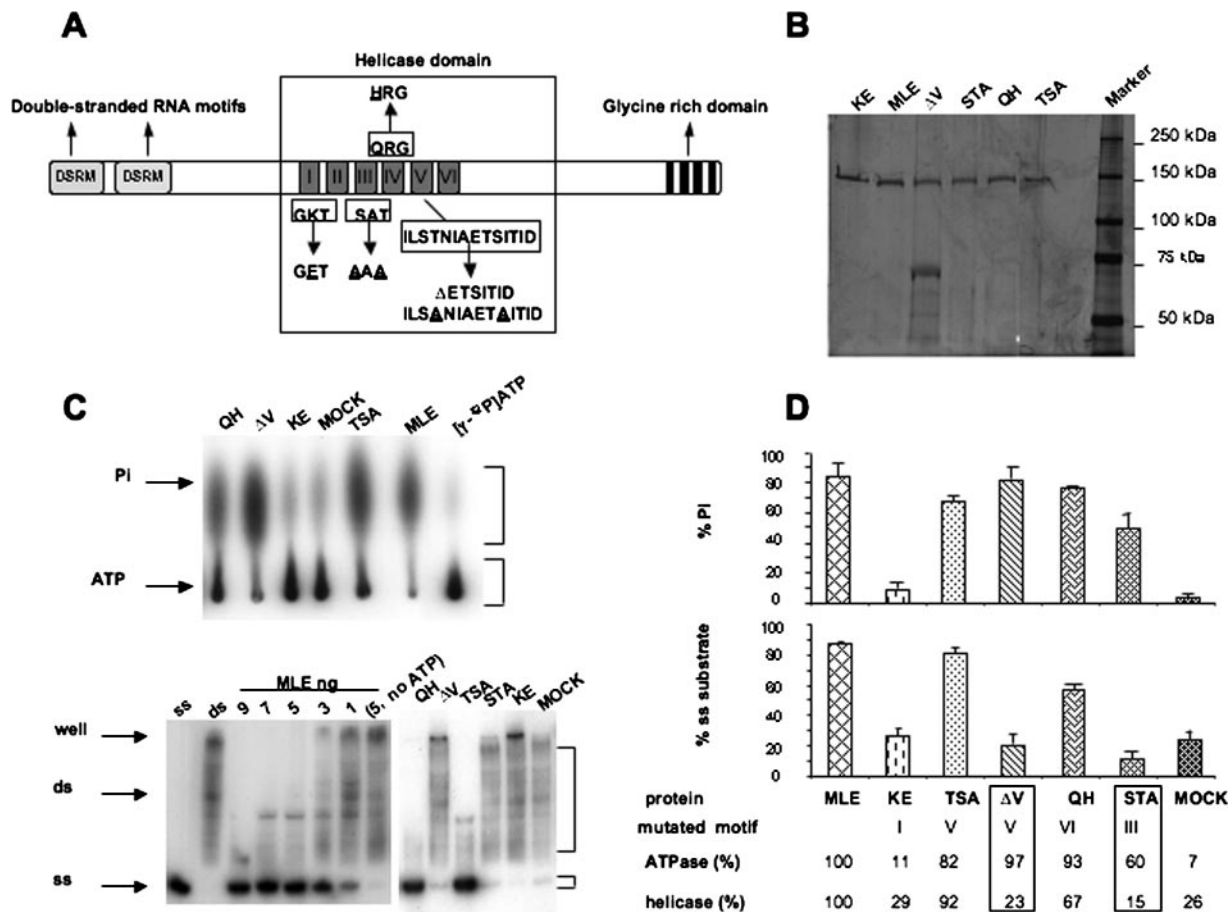 A
Helicase domain
Double-stranded RNA motifs
HRG
Glycine rich domain
QRG
DSRM DSRM I II III IV V VI
GKT SAT
ILSTNIAETSITID
GET AAA
ΔETSITID
ILSANIAETAITID
B
KE MLE ΔV STA QH TSA Marker
250 kDa
150 kDa
100 kDa
75 kDa
50 kDa
C
QH ΔV KE MOCK TSA MLE [γ-32P]ATP
Pi
ATP
MLE ng
ss ds 9 7 5 3 1 (5, no ATP) QH ΔV TSA STA KE MOCK
well
ds
ss
D
% Pi
100
80
60
40
20
0
% ss substrate
100
80
60
40
20
0
protein MLE KE TSA ΔV QH STA MOCK
mutated motif I V V VI III
ATPase (%) 100 11 82 97 93 60 7
helicase (%) 100 29 92 23 67 15 26